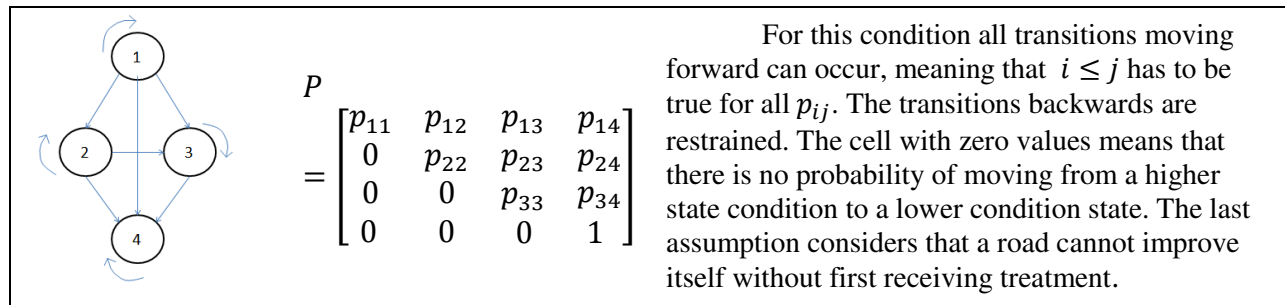 1
2
3
4
P
= [p₁₁ p₁₂ p₁₃ p₁₄
0 p₂₂ p₂₃ p₂₄
0 0 p₃₃ p₃₄
0 0 0 1]
For this condition all transitions moving
forward can occur, meaning that 𝑖 ≤ 𝑗 has to be
true for all 𝑝ᵢⱼ. The transitions backwards are
restrained. The cell with zero values means that
there is no probability of moving from a higher
state condition to a lower condition state. The last
assumption considers that a road cannot improve
itself without first receiving treatment.